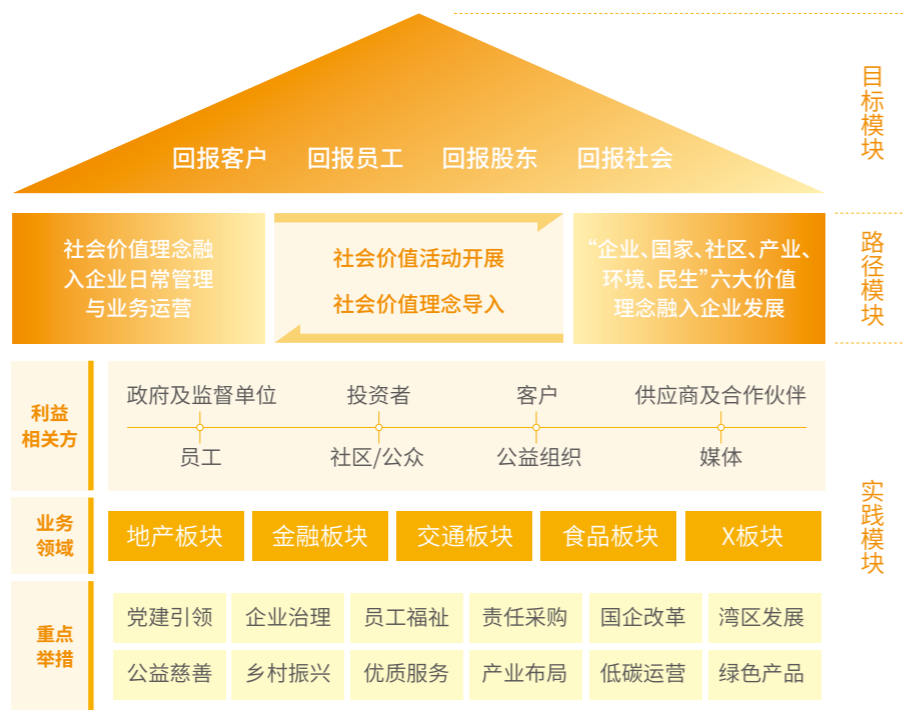 目标模块
回报客户 回报员工 回报股东 回报社会
路径模块
社会价值理念融
入企业日常管理
与业务运营
社会价值活动开展
社会价值理念导入
“企业、国家、社区、产业、
环境、民生”六大价值
理念融入企业发展
实践模块
利益
相关方
政府及监督单位 投资者 客户 供应商及合作伙伴
员工 社区/公众 公益组织 媒体
业务
领域
地产板块 金融板块 交通板块 食品板块 X板块
重点
举措
党建引领 企业治理 员工福祉 责任采购 国企改革 湾区发展
公益慈善 乡村振兴 优质服务 产业布局 低碳运营 绿色产品